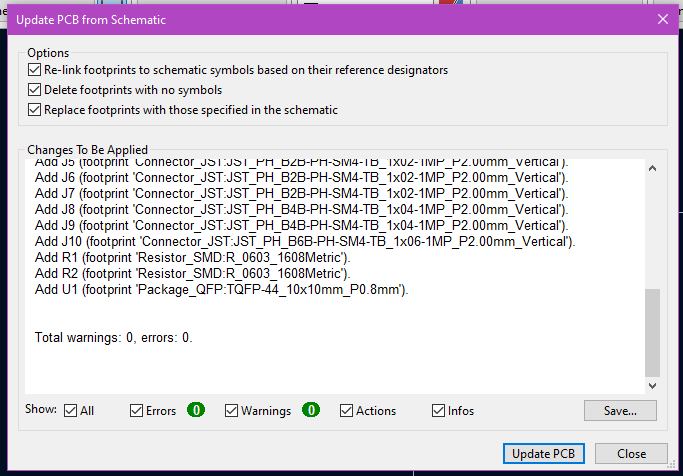 Update PCB from Schematic
Options
Re-link footprints to schematic symbols based on their reference designators
Delete footprints with no symbols
Replace footprints with those specified in the schematic
Changes To Be Applied
Add J5 (footprint 'Connector_JST:JST_PH_B2B-PH-SM4-TB_1x02-1MP_P2.00mm_Vertical').
Add J6 (footprint 'Connector_JST:JST_PH_B2B-PH-SM4-TB_1x02-1MP_P2.00mm_Vertical').
Add J7 (footprint 'Connector_JST:JST_PH_B2B-PH-SM4-TB_1x02-1MP_P2.00mm_Vertical').
Add J8 (footprint 'Connector_JST:JST_PH_B4B-PH-SM4-TB_1x04-1MP_P2.00mm_Vertical').
Add J9 (footprint 'Connector_JST:JST_PH_B4B-PH-SM4-TB_1x04-1MP_P2.00mm_Vertical').
Add J10 (footprint 'Connector_JST:JST_PH_B6B-PH-SM4-TB_1x06-1MP_P2.00mm_Vertical').
Add R1 (footprint 'Resistor_SMD:R_0603_1608Metric').
Add R2 (footprint 'Resistor_SMD:R_0603_1608Metric').
Add U1 (footprint 'Package_QFP:TQFP-44_10x10mm_P0.8mm').
Total warnings: 0, errors: 0.
Show: All Errors 0 Warnings 0 Actions Infos Save...
Update PCB Close